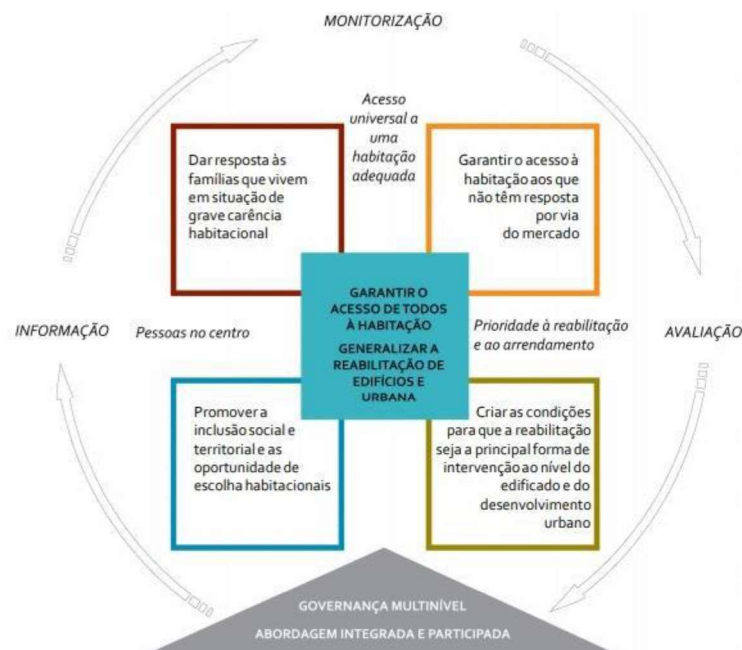 MONITORIZAÇÃO
Acesso
universal a
uma
habitação
adequada
Dar resposta às
famílias que vivem
em situação de
grave carência
habitacional
Garantir o acesso à
habitação aos que
não têm resposta
por via
do mercado
INFORMAÇÃO
Pessoas no centro
GARANTIR O
ACESSO DE TODOS
À HABITAÇÃO
GENERALIZAR A
REABILITAÇÃO DE
EDIFÍCIOS E
URBANA
Prioridade à reabilitação
e ao arrendamento
AVALIAÇÃO
Promover a
inclusão social e
territorial e as
oportunidade de
escolha habitacionais
Criar as condições
para que a reabilitação
seja a principal forma de
intervenção ao nível do
edificado e do
desenvolvimento
urbano
GOVERNANÇA MULTINÍVEL
ABORDAGEM INTEGRADA E PARTICIPADA